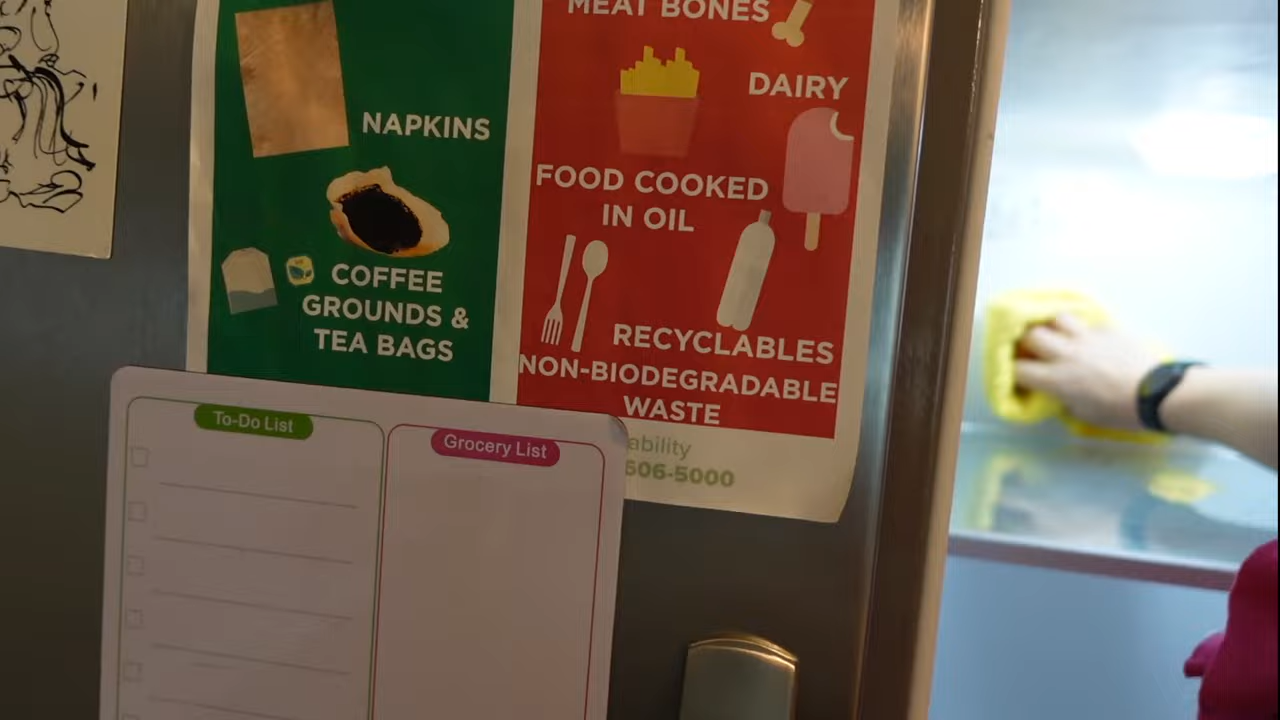 NAPKINS
COFFEE
GROUNDS &
TEA BAGS
MEAT BONES
DAIRY
FOOD COOKED
IN OIL
RECYCLABLES
NON-BIODEGRADABLE
WASTE
ability
606-5000
To-Do List
Grocery List